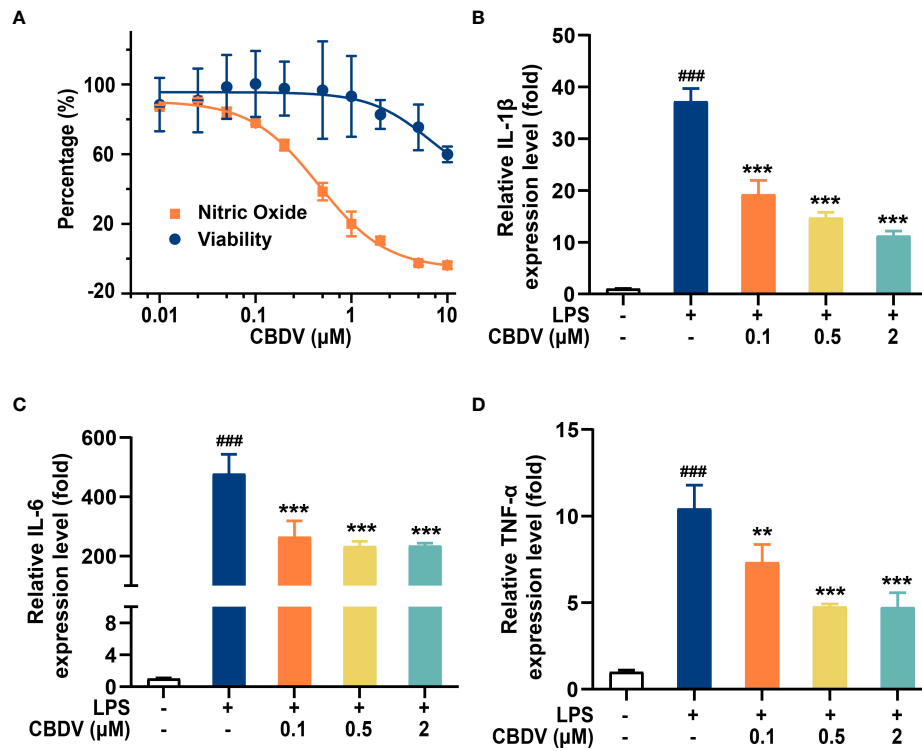 A
Percentage (%)
100
60
20
-20
Nitric Oxide
Viability
0.01
0.1
1
10
CBDV (μM)
B
Relative IL-1β
expression level (fold)
50
40
30
20
10
0
###
***
***
***
LPS - + + + +
CBDV (μM) - - 0.1 0.5 2
C
Relative IL-6
expression level (fold)
600
400
200
8
4
0
###
***
***
***
LPS - + + + +
CBDV (μM) - - 0.1 0.5 2
D
Relative TNF-α
expression level (fold)
15
10
5
0
###
**
***
***
LPS - + + + +
CBDV (μM) - - 0.1 0.5 2